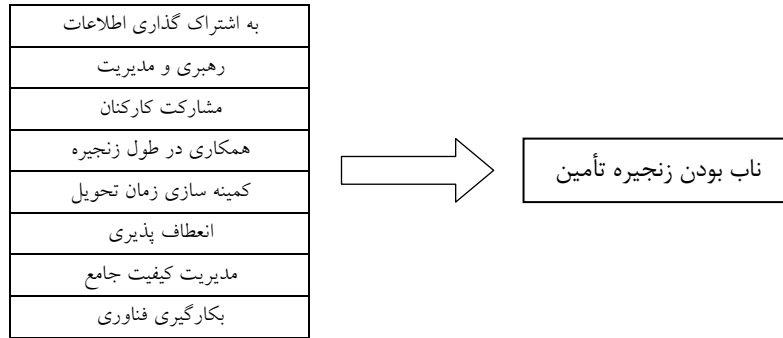 به اشتراک گذاری اطلاعات
رهبری و مدیریت
مشارکت کارکنان
همکاری در طول زنجیره
کمینه سازی زمان تحویل
انعطاف پذیری
مدیریت کیفیت جامع
بکارگیری فناوری
ناب بودن زنجیره تأمین